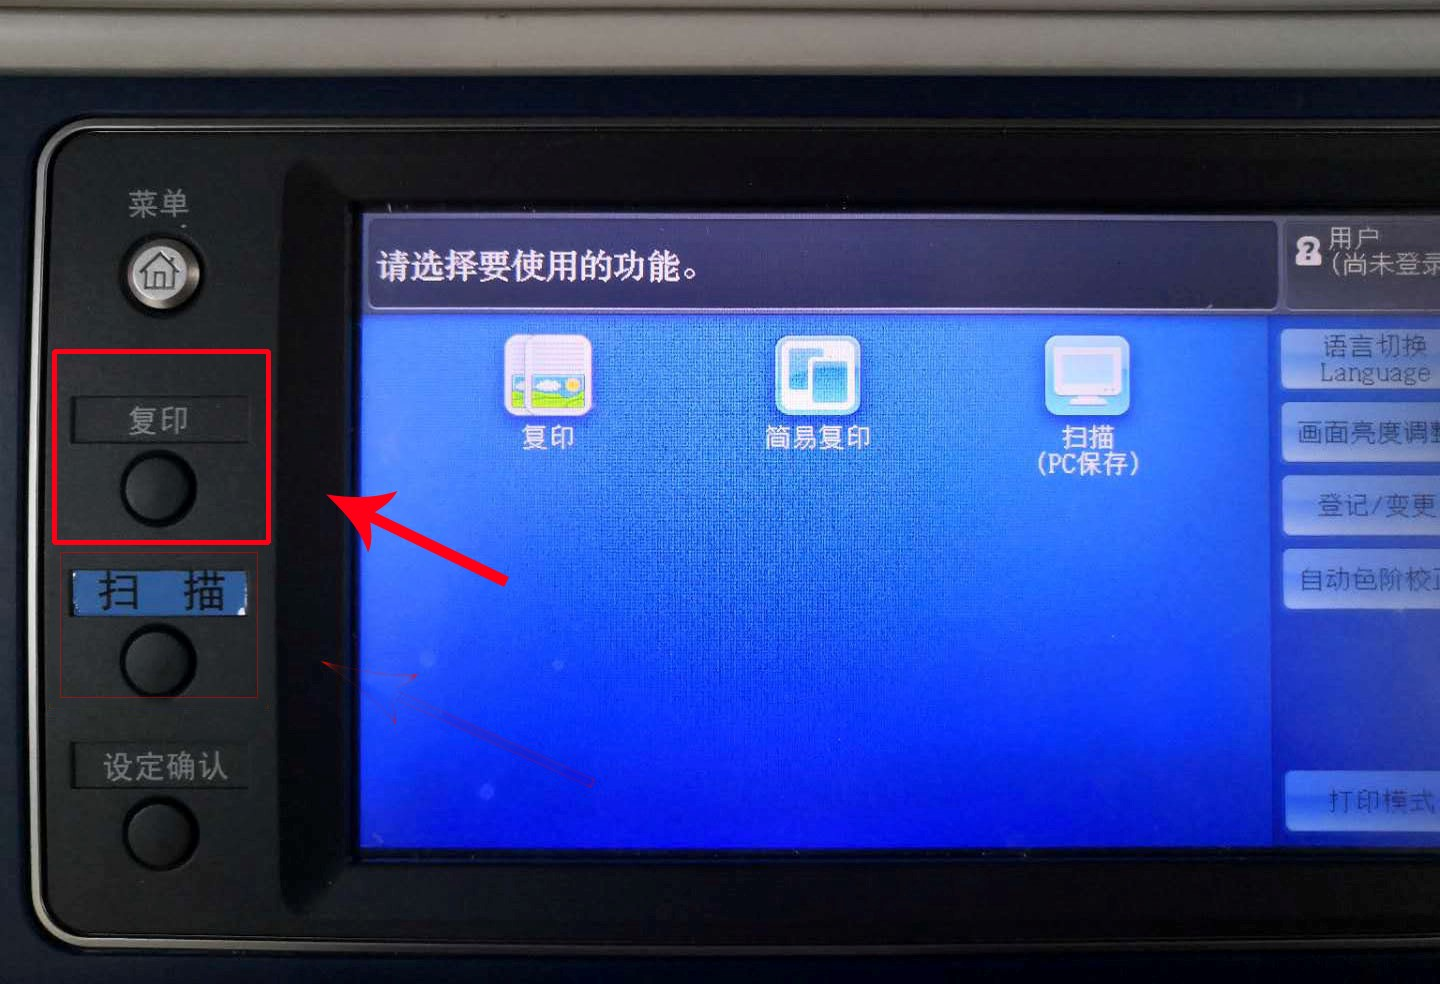 菜单
复印
扫 描
设定确认
请选择要使用的功能。
复印
简易复印
扫描
(PC保存)
用户
(尚未登录
语言切换
Language
画面亮度调整
登记/变更
自动色阶校正
打印模式